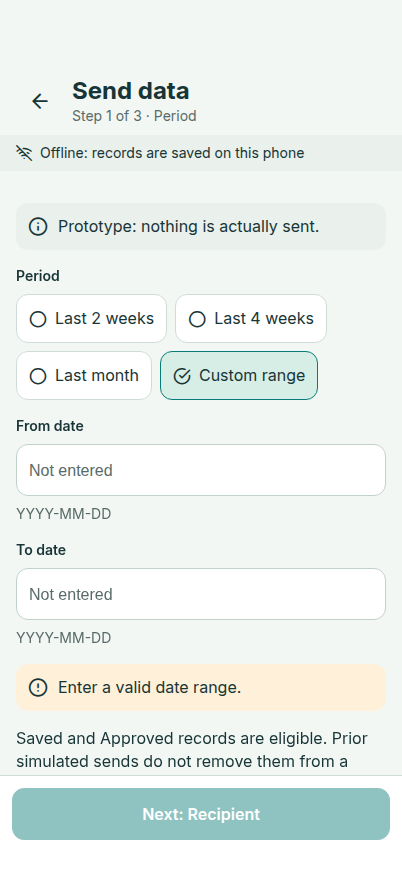 Send data
Step 1 of 3 · Period
Offline: records are saved on this phone
Prototype: nothing is actually sent.
Period
Last 2 weeks
Last 4 weeks
Last month
Custom range
From date
Not entered
YYYY-MM-DD
To date
Not entered
YYYY-MM-DD
Enter a valid date range.
Saved and Approved records are eligible. Prior
simulated sends do not remove them from a
Next: Recipient